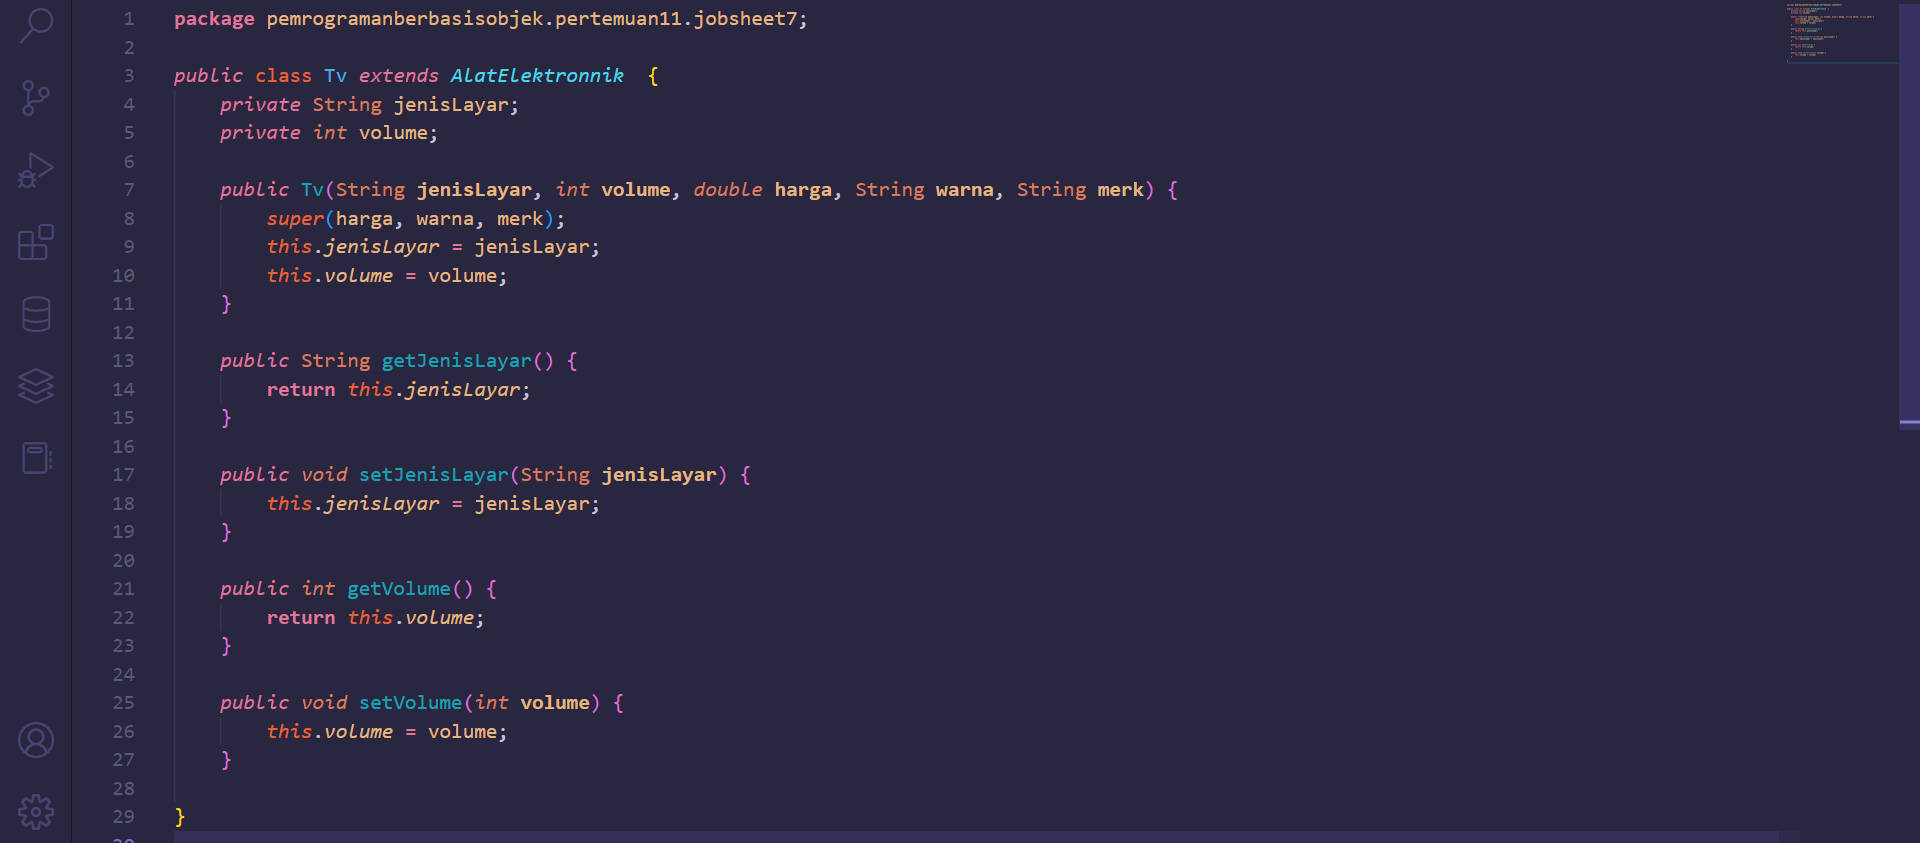 1 package pemrogramanberbasisobjek.pertemuan11.jobsheet7;
2
3 public class Tv extends AlatElektronnik  {
4     private String jenisLayar;
5     private int volume;
6
7     public Tv(String jenisLayar, int volume, double harga, String warna, String merk) {
8         super(harga, warna, merk);
9         this.jenisLayar = jenisLayar;
10         this.volume = volume;
11     }
12
13     public String getJenisLayar() {
14         return this.jenisLayar;
15     }
16
17     public void setJenisLayar(String jenisLayar) {
18         this.jenisLayar = jenisLayar;
19     }
20
21     public int getVolume() {
22         return this.volume;
23     }
24
25     public void setVolume(int volume) {
26         this.volume = volume;
27     }
28
29 }